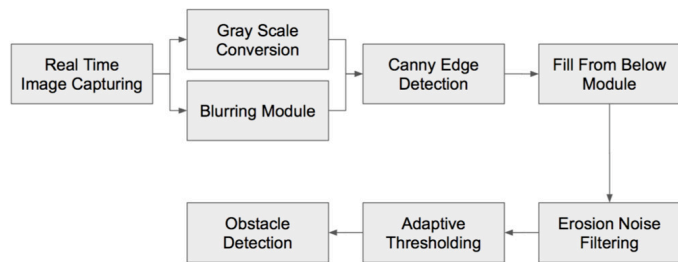 Real Time
Image Capturing
Gray Scale
Conversion
Blurring Module
Canny Edge
Detection
Fill From Below
Module
Erosion Noise
Filtering
Adaptive
Thresholding
Obstacle
Detection